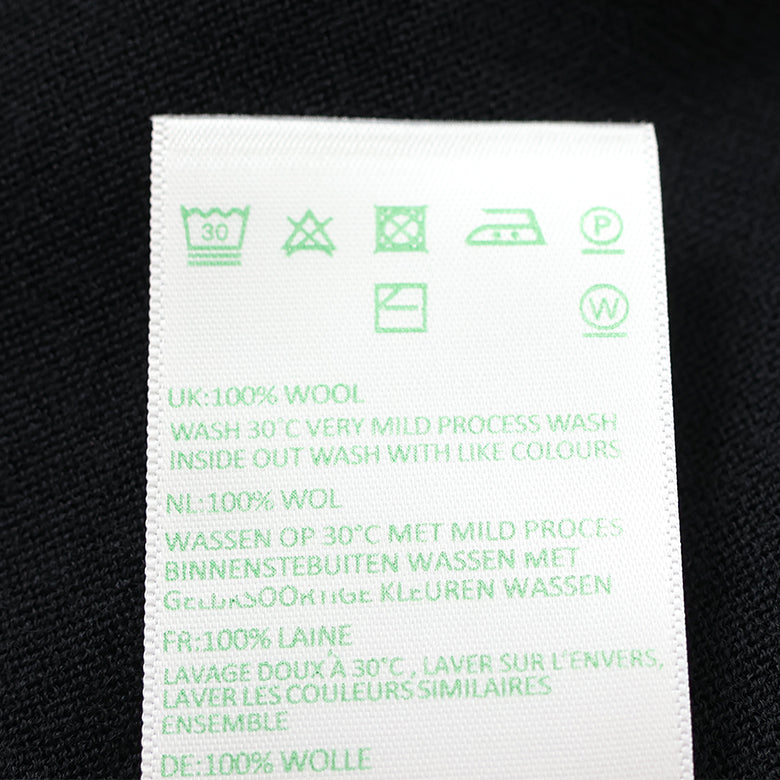 30
P
W
UK:100% WOOL
WASH 30°C VERY MILD PROCESS WASH
INSIDE OUT WASH WITH LIKE COLOURS
NL:100% WOL
WASSEN OP 30°C MET MILD PROCES
BINNENSTEBUITEN WASSEN MET
KLEUREN WASSEN
FR:100% LAINE
LAVAGE DOUX À 30°C , LAVER SUR L'ENVERS,
LAVER LES COULEURS SIMILAIRES
ENSEMBLE
DE:100% WOLLE